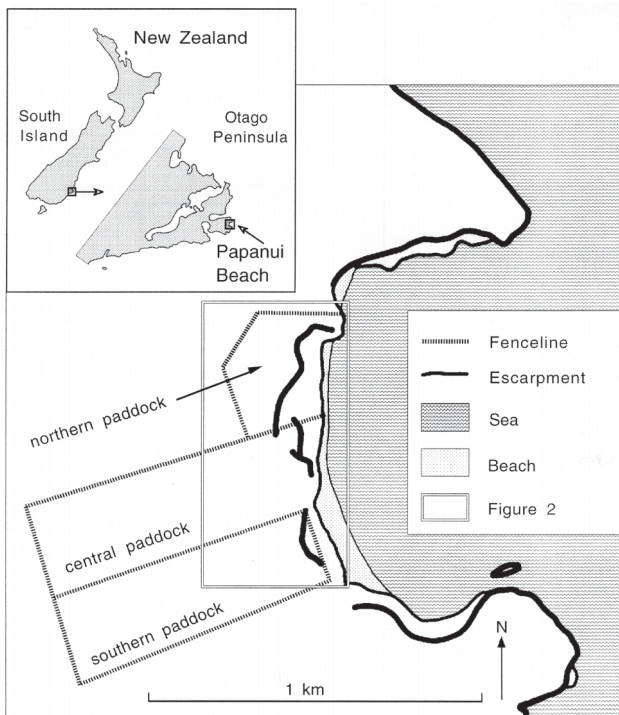 New Zealand
South
Island
Otago
Peninsula
Papanui
Beach
northern paddock
central paddock
southern paddock
Fenceline
Escarpment
Sea
Beach
Figure 2
N
1 km